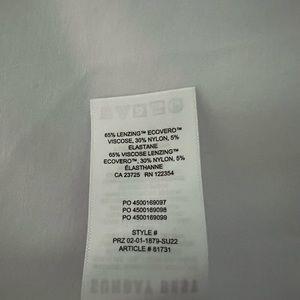 65% LENZING™ ECOVERO™
VISCOSE, 30% NYLON, 5%
ELASTANE
65% VISCOSE LENZING™
ECOVERO™, 30% NYLON, 5%
ÉLASTHANNE
CA 23725 RN 122354
PO 4500169097
PO 4500169098
PO 4500169099
STYLE #
PRZ 02-01-1879-SU22
ARTICLE # 81731